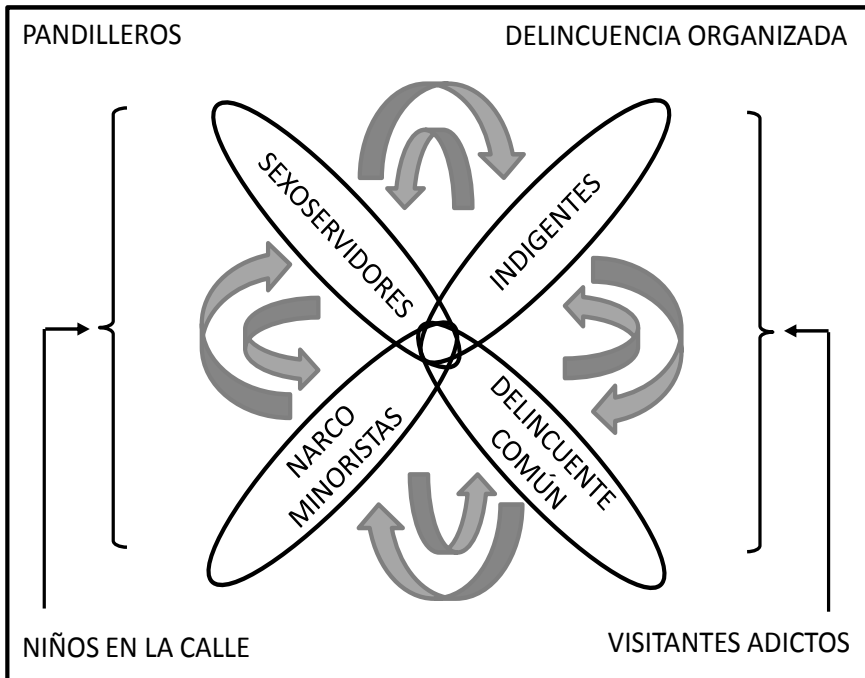 PANDILLEROS
DELINCUENCIA ORGANIZADA
SEXOSERVIDORES
INDIGENTES
NARCO
MINORISTAS
DELINCUENTE
COMÚN
NIÑOS EN LA CALLE
VISITANTES ADICTOS